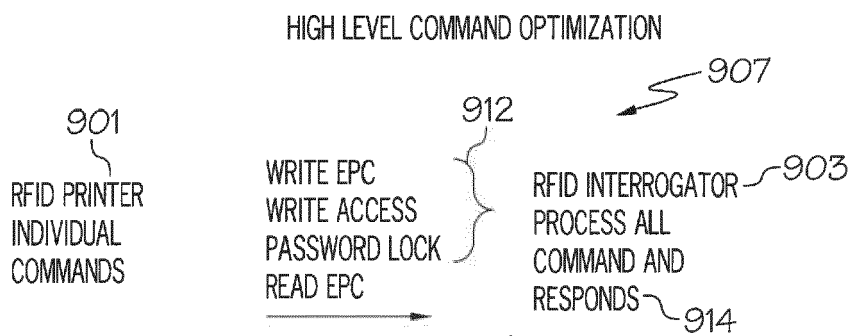 HIGH LEVEL COMMAND OPTIMIZATION
907
912
901
RFID PRINTER
INDIVIDUAL
COMMANDS
WRITE EPC
WRITE ACCESS
PASSWORD LOCK
READ EPC
RFID INTERROGATOR 903
PROCESS ALL
COMMAND AND
RESPONDS 914